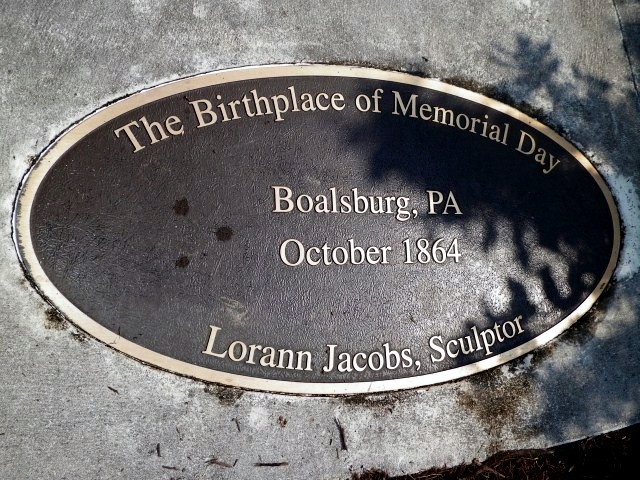 The Birthplace of Memorial Day
Boalsburg, PA
October 1864
Lorann Jacobs, Sculptor